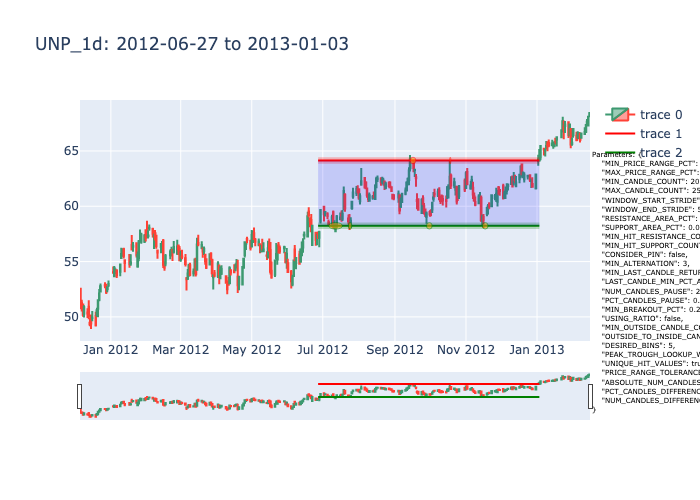 UNP_1d: 2012-06-27 to 2013-01-03
trace 0
trace 1
trace 2
Parameters: {
"MIN_PRICE_RANGE_PCT":
"MAX_PRICE_RANGE_PCT":
"MIN_CANDLE_COUNT": 20
"MAX_CANDLE_COUNT": 25
"WINDOW_START_STRIDE"
"WINDOW_END_STRIDE": 5
"RESISTANCE_AREA_PCT":
"SUPPORT_AREA_PCT": 0.0
"MIN_HIT_RESISTANCE_CO
"MIN_HIT_SUPPORT_COUN
"CONSIDER_PIN": false,
"MIN_ALTERNATION": 3,
"MIN_LAST_CANDLE_RETUR
"LAST_CANDLE_MIN_PCT_A
"NUM_CANDLES_PAUSE": 2
"PCT_CANDLES_PAUSE": 0.
"MIN_BREAKOUT_PCT": 0.2
"USING_RATIO": false,
"MIN_OUTSIDE_CANDLE_CO
"OUTSIDE_TO_INSIDE_CAN
"DESIRED_BINS": 5,
"PEAK_TROUGH_LOOKUP_W
"UNIQUE_HIT_VALUES": tru
"PRICE_RANGE_TOLERANC
"ABSOLUTE_NUM_CANDLES
"PCT_CANDLES_DIFFERENC
"NUM_CANDLES_DIFFEREN
}
65
60
55
50
Jan 2012
Mar 2012
May 2012
Jul 2012
Sep 2012
Nov 2012
Jan 2013